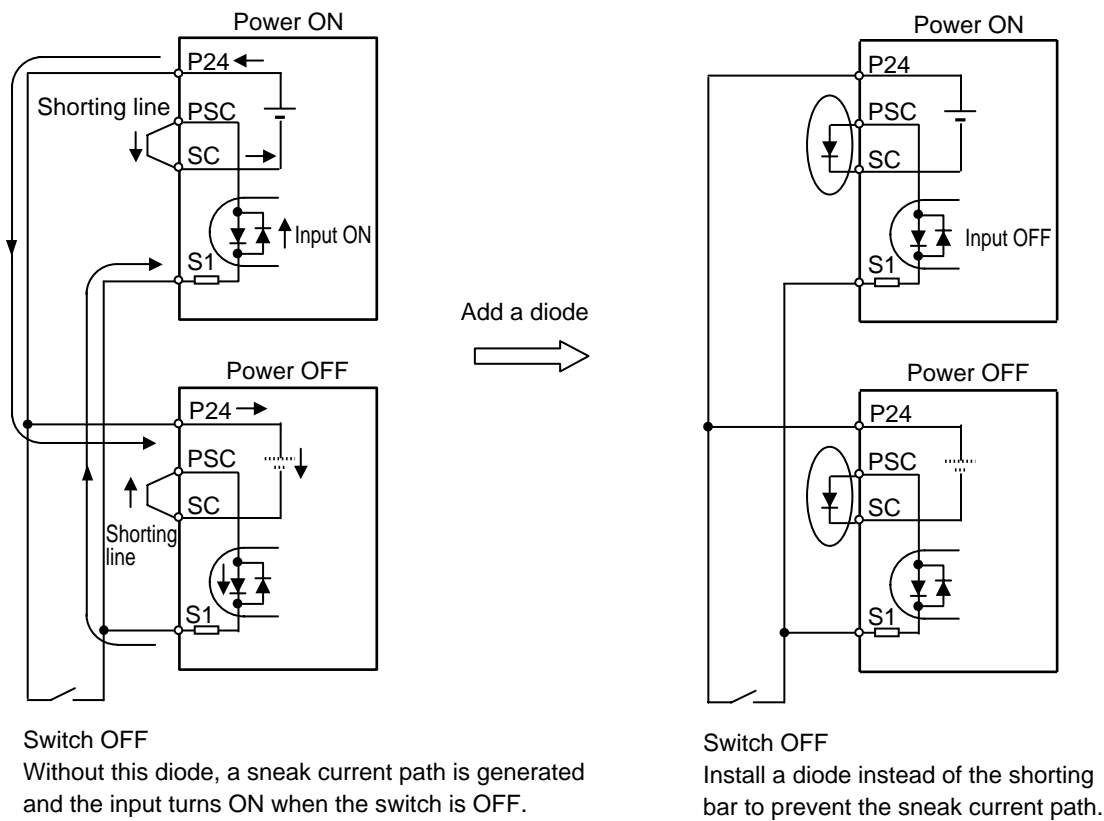 Power ON
P24
Shorting line
PSC
SC
Input ON
S1
Power OFF
P24
PSC
SC
Shorting
line
S1
Switch OFF
Without this diode, a sneak current path is generated
and the input turns ON when the switch is OFF.
Add a diode
Power ON
P24
PSC
SC
Input OFF
S1
Power OFF
P24
PSC
SC
S1
Switch OFF
Install a diode instead of the shorting
bar to prevent the sneak current path.